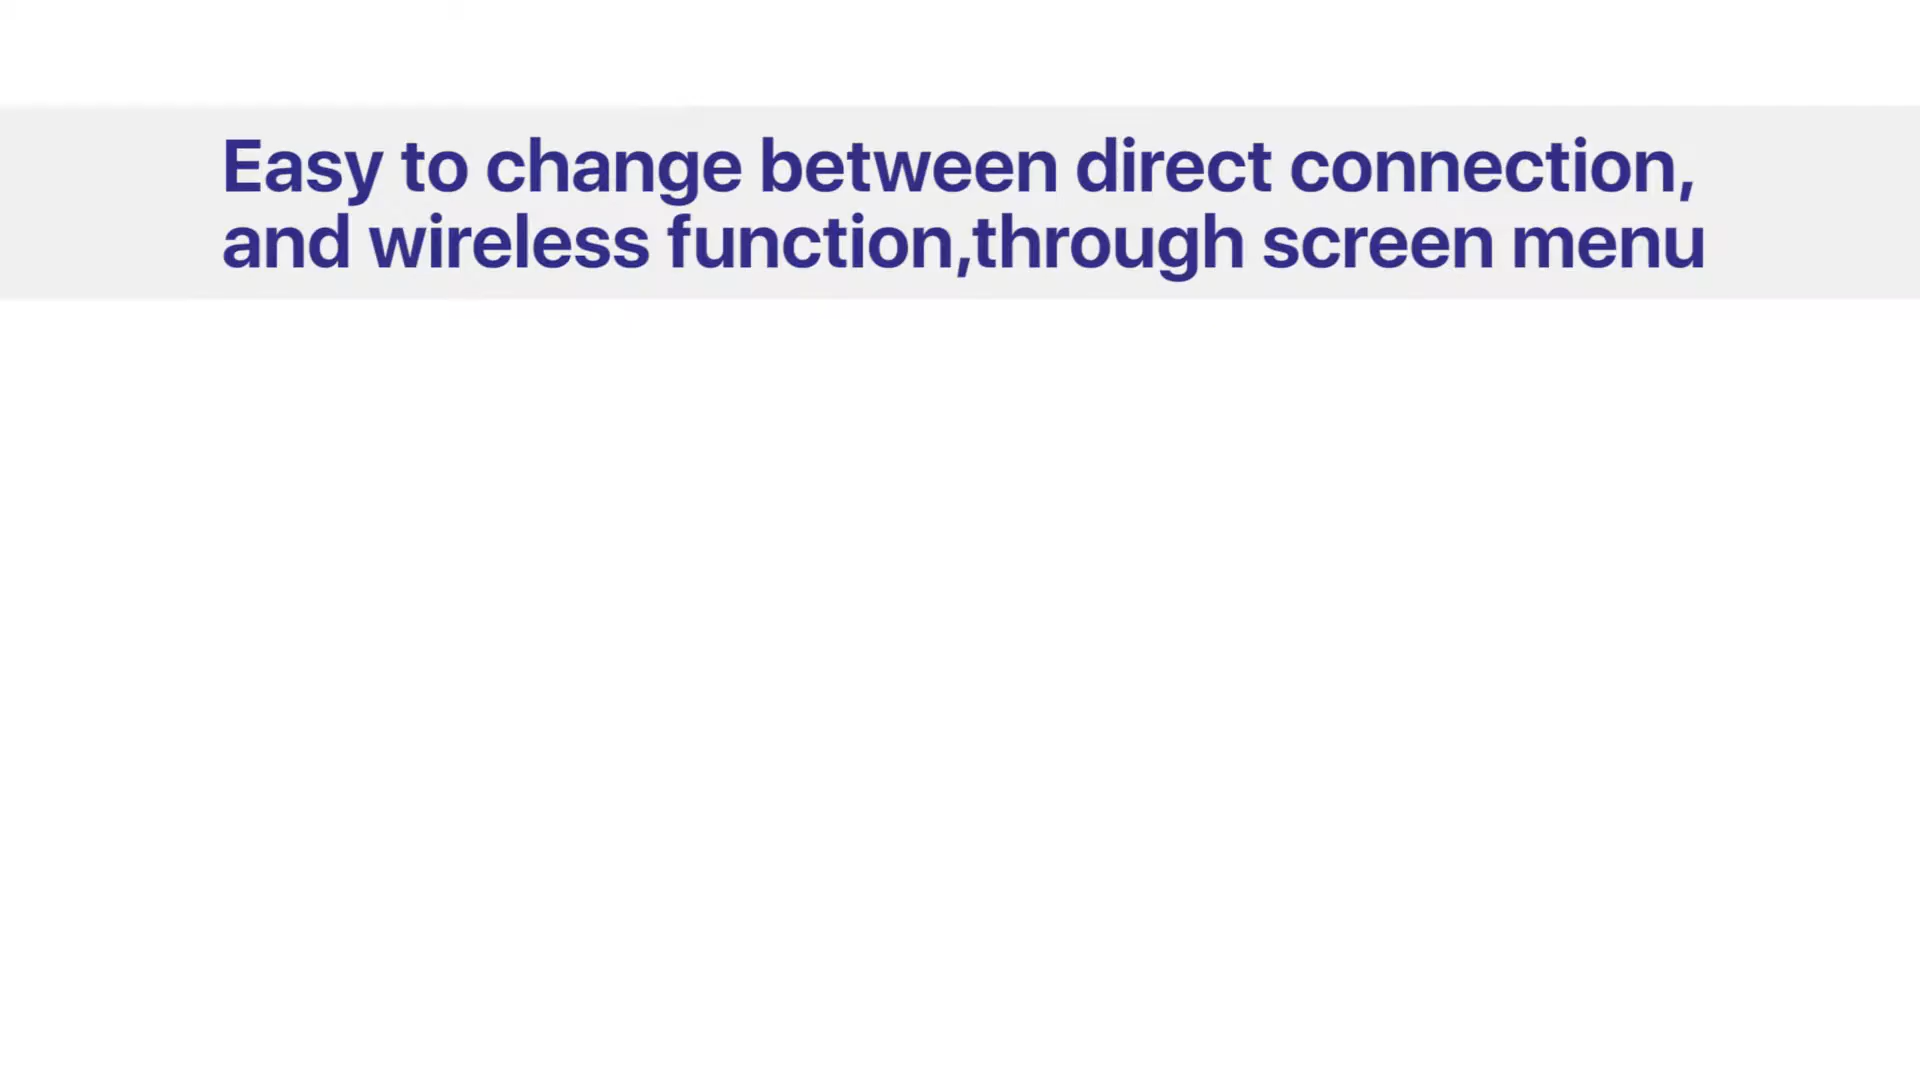 Easy to change between direct connection,
and wireless function,through screen menu